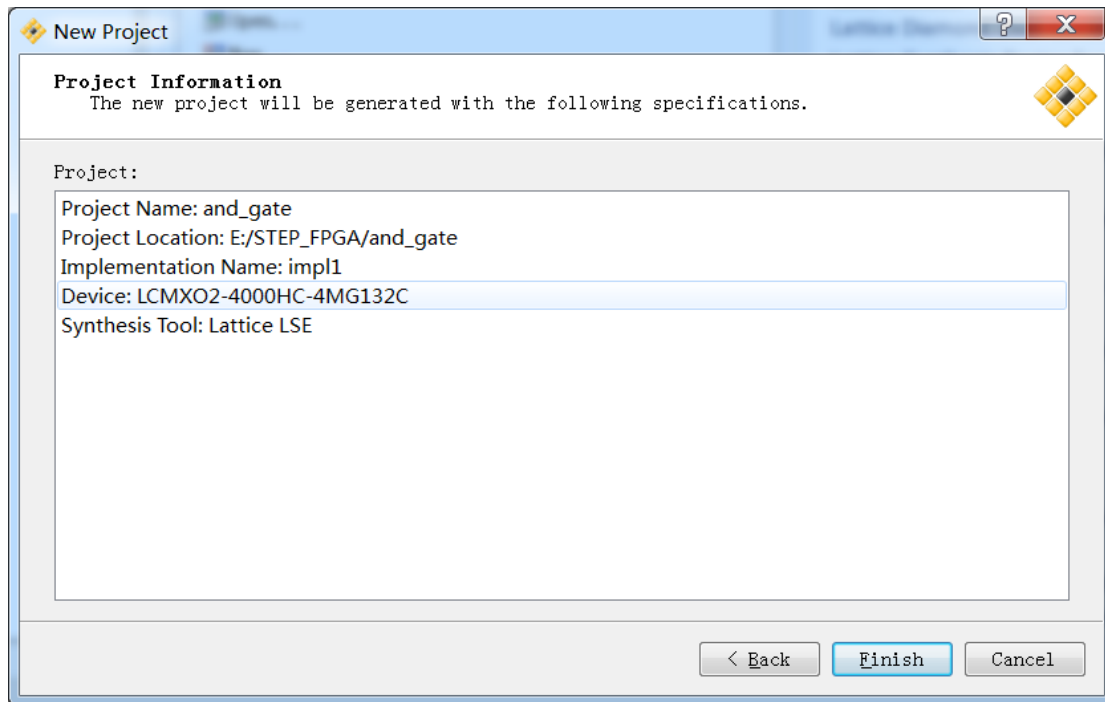 New Project
Project Information
The new project will be generated with the following specifications.
Project:
Project Name: and_gate
Project Location: E:/STEP_FPGA/and_gate
Implementation Name: impl1
Device: LCMXO2-4000HC-4MG132C
Synthesis Tool: Lattice LSE
< Back
Finish
Cancel